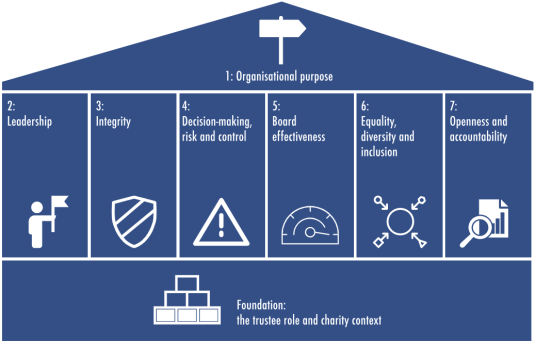 1: Organisational purpose
2:
Leadership
3:
Integrity
4:
Decision-making,
risk and control
5:
Board
effectiveness
6:
Equality,
diversity and
inclusion
7:
Openness and
accountability
Foundation:
the trustee role and charity context